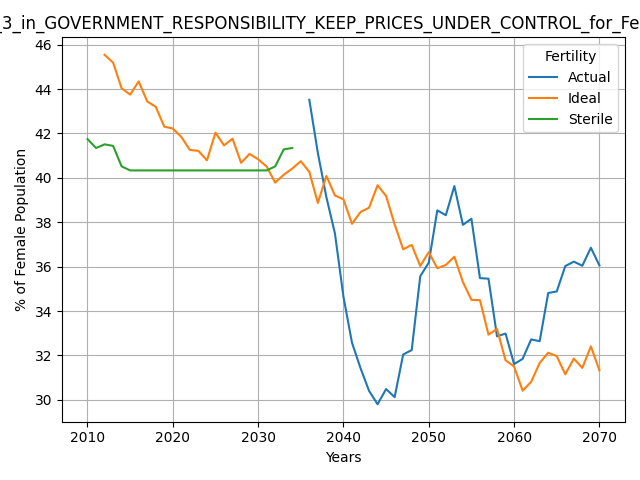 _3_in_GOVERNMENT_RESPONSIBILITY_KEEP_PRICES_UNDER_CONTROL_for_Fe
Fertility
Actual
Ideal
Sterile
% of Female Population
46
44
42
40
38
36
34
32
30
2010 2020 2030 2040 2050 2060 2070
Years